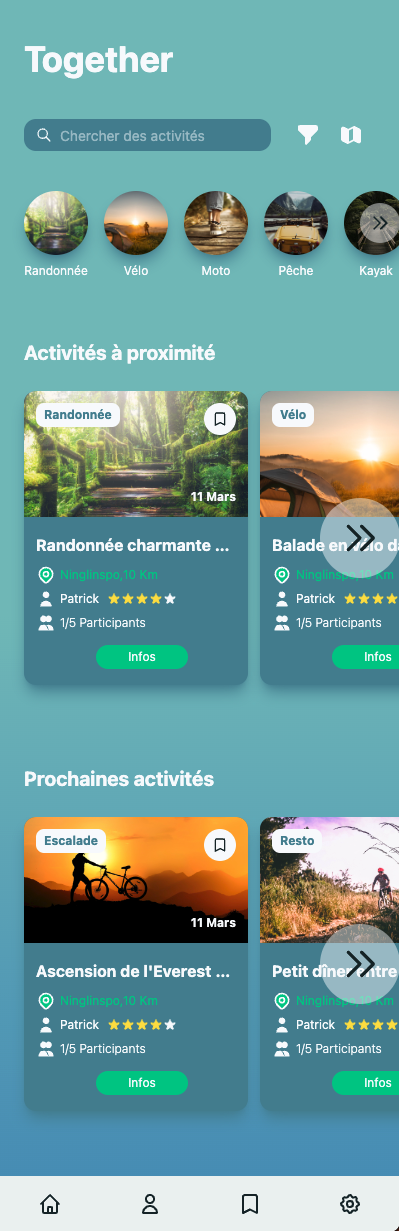 Together
Chercher des activités
Randonnée
Vélo
Moto
Pêche
Kayak
Activités à proximité
Randonnée
11 Mars
Randonnée charmante ...
Ninglinspo,10 Km
Patrick
1/5 Participants
Infos
Vélo
Balade en vélo d
Ninglinspo,10 Km
Patrick
1/5 Participants
Infos
Prochaines activités
Escalade
11 Mars
Ascension de l'Everest ...
Ninglinspo,10 Km
Patrick
1/5 Participants
Infos
Resto
Petit dîner entre
Ninglinspo,10 Km
Patrick
1/5 Participants
Infos